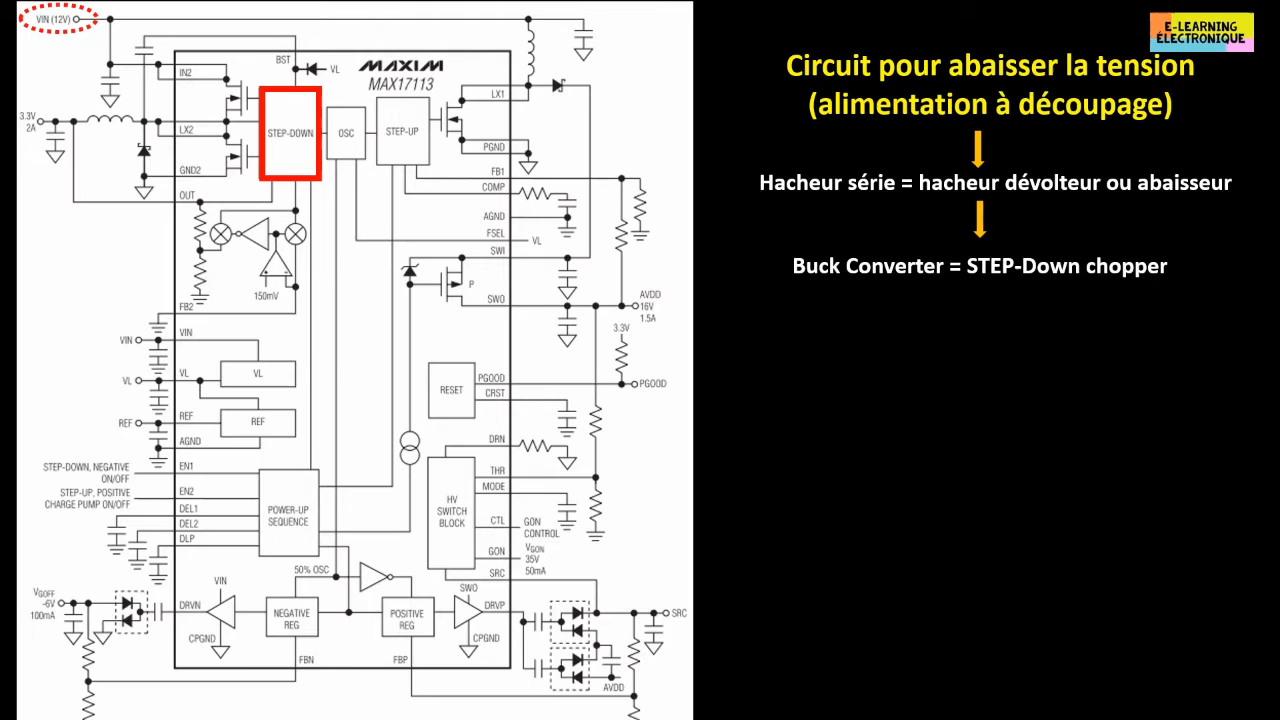 E-LEARNING
ÉLECTRONIQUE
Circuit pour abaisser la tension
(alimentation à découpage)
Hacheur série = hacheur dévolteur ou abaisseur
Buck Converter = STEP-Down chopper
VIN (12V)
BST
VL
MAXIM
MAX17113
IN2
LX1
3.3V
2A
LX2
STEP-DOWN
OSC
STEP-UP
PGND
GND2
FB1
COMP
OUT
AGND
FSEL
VL
SWI
150mV
P
SWO
AVDD
16V
1.5A
FB2
3.3V
VIN
VIN
VL
VL
VL
RESET
PGOOD
PGOOD
CRST
REF
REF
REF
AGND
DRN
STEP-DOWN, NEGATIVE
ON/OFF
EN1
THR
STEP-UP, POSITIVE
CHARGE PUMP ON/OFF
EN2
MODE
DEL1
DEL2
DLP
POWER-UP
SEQUENCE
HV
SWITCH
BLOCK
CTL
GON
CONTROL
GON
VGON
35V
50mA
SRC
50% OSC
VIN
SWO
VGOFF
-6V
100mA
DRVN
NEGATIVE
REG
POSITIVE
REG
DRVP
SRC
CPGND
CPGND
FBN
FBP
AVDD